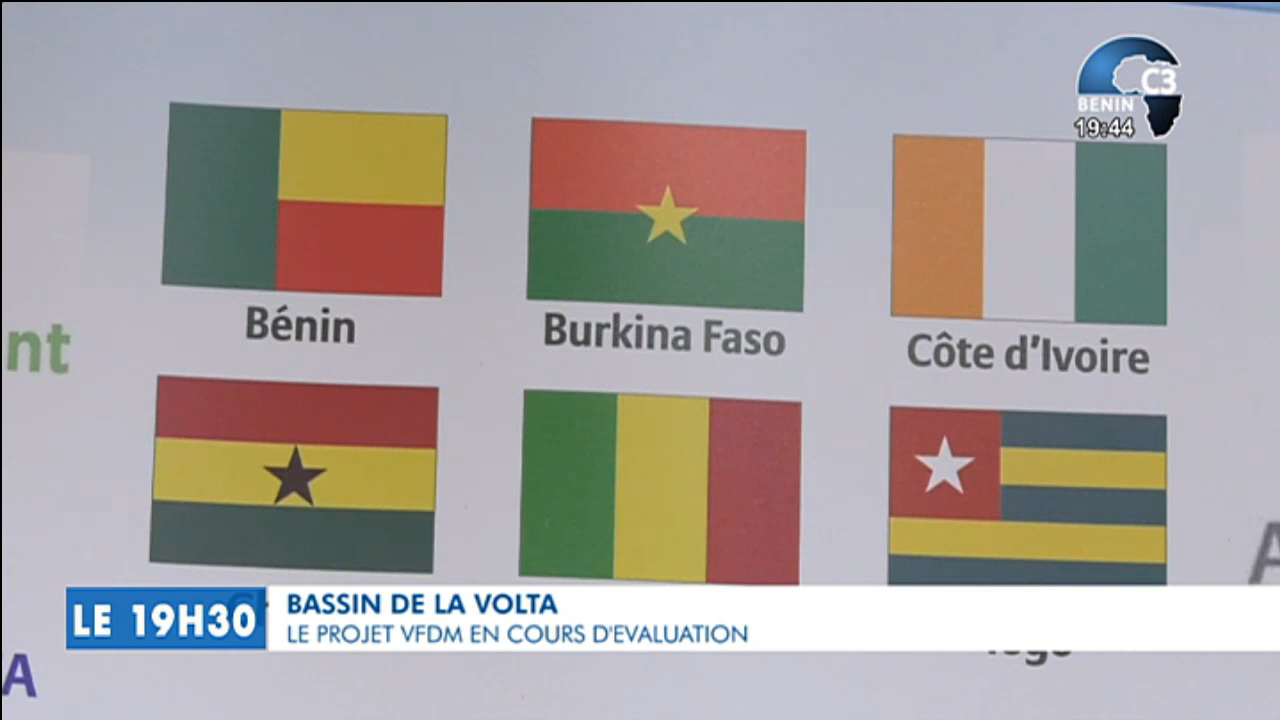 C3
BENIN
19:44
Bénin
Burkina Faso
Côte d'Ivoire
nt
LE 19H30
BASSIN DE LA VOLTA
LE PROJET VFDM EN COURS D'EVALUATION
A
A